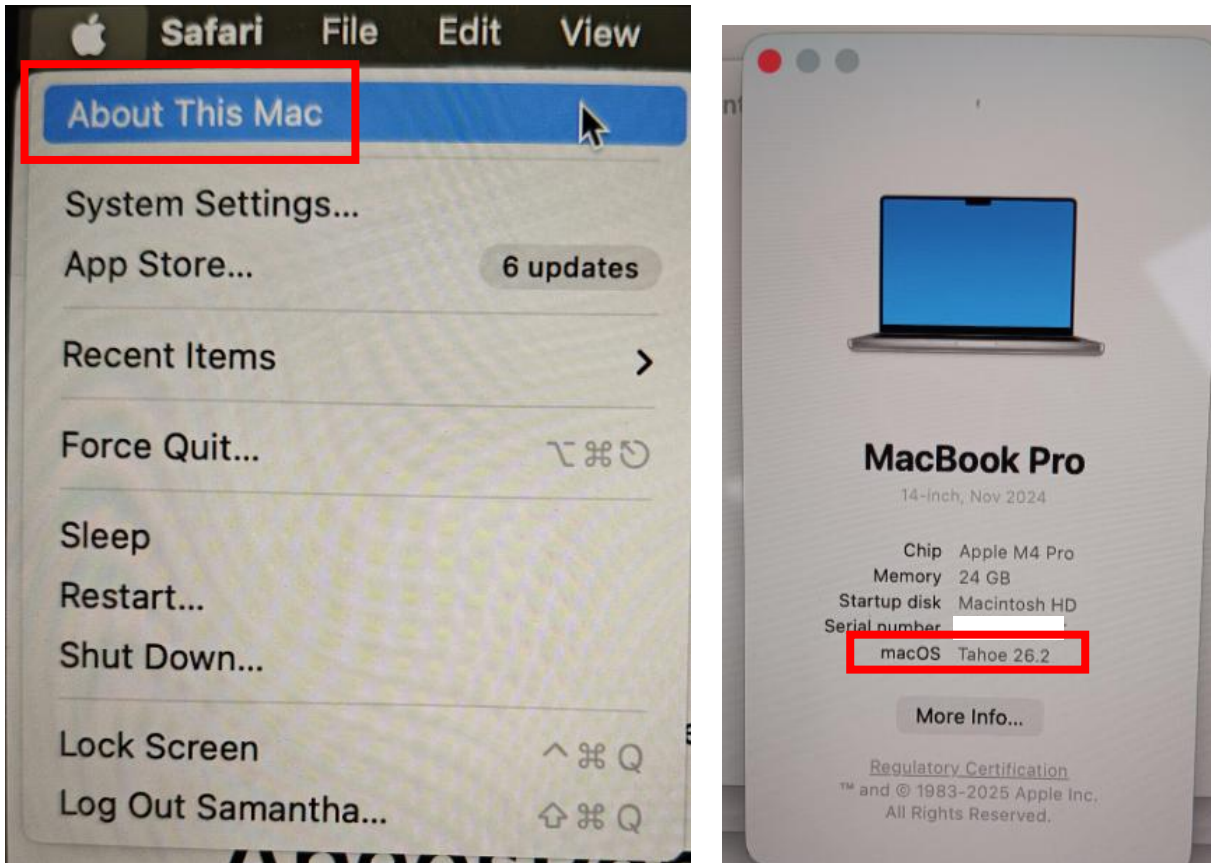 Safari File Edit View
About This Mac
System Settings...
App Store... 6 updates
Recent Items
Force Quit... ⌥⌘⎋
Sleep
Restart...
Shut Down...
Lock Screen ^⌘Q
Log Out Samantha... ⇧⌘Q
MacBook Pro
14-inch, Nov 2024
Chip Apple M4 Pro
Memory 24 GB
Startup disk Macintosh HD
Serial number
macOS Tahoe 26.2
More Info...
Regulatory Certification
™ and © 1983-2025 Apple Inc.
All Rights Reserved.